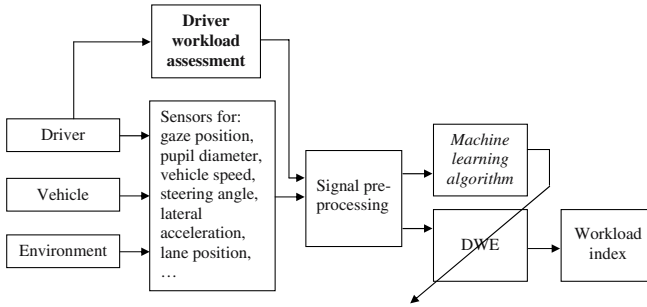 Driver
workload
assessment
Driver
Vehicle
Environment
Sensors for:
gaze position,
pupil diameter,
vehicle speed,
steering angle,
lateral
acceleration,
lane position,
…
Signal pre-
processing
Machine
learning
algorithm
DWE
Workload
index